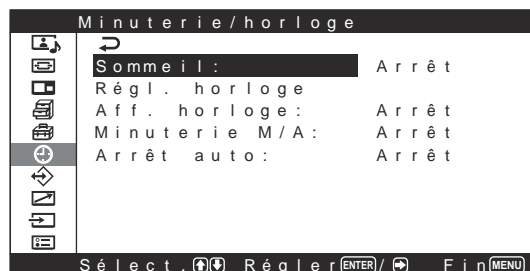 Minuterie/horloge
Sommeil: Arrêt
Régl. horloge
Aff. horloge: Arrêt
Minuterie M/A: Arrêt
Arrêt auto: Arrêt
Sélect. Régler ENTER / Fin MENU